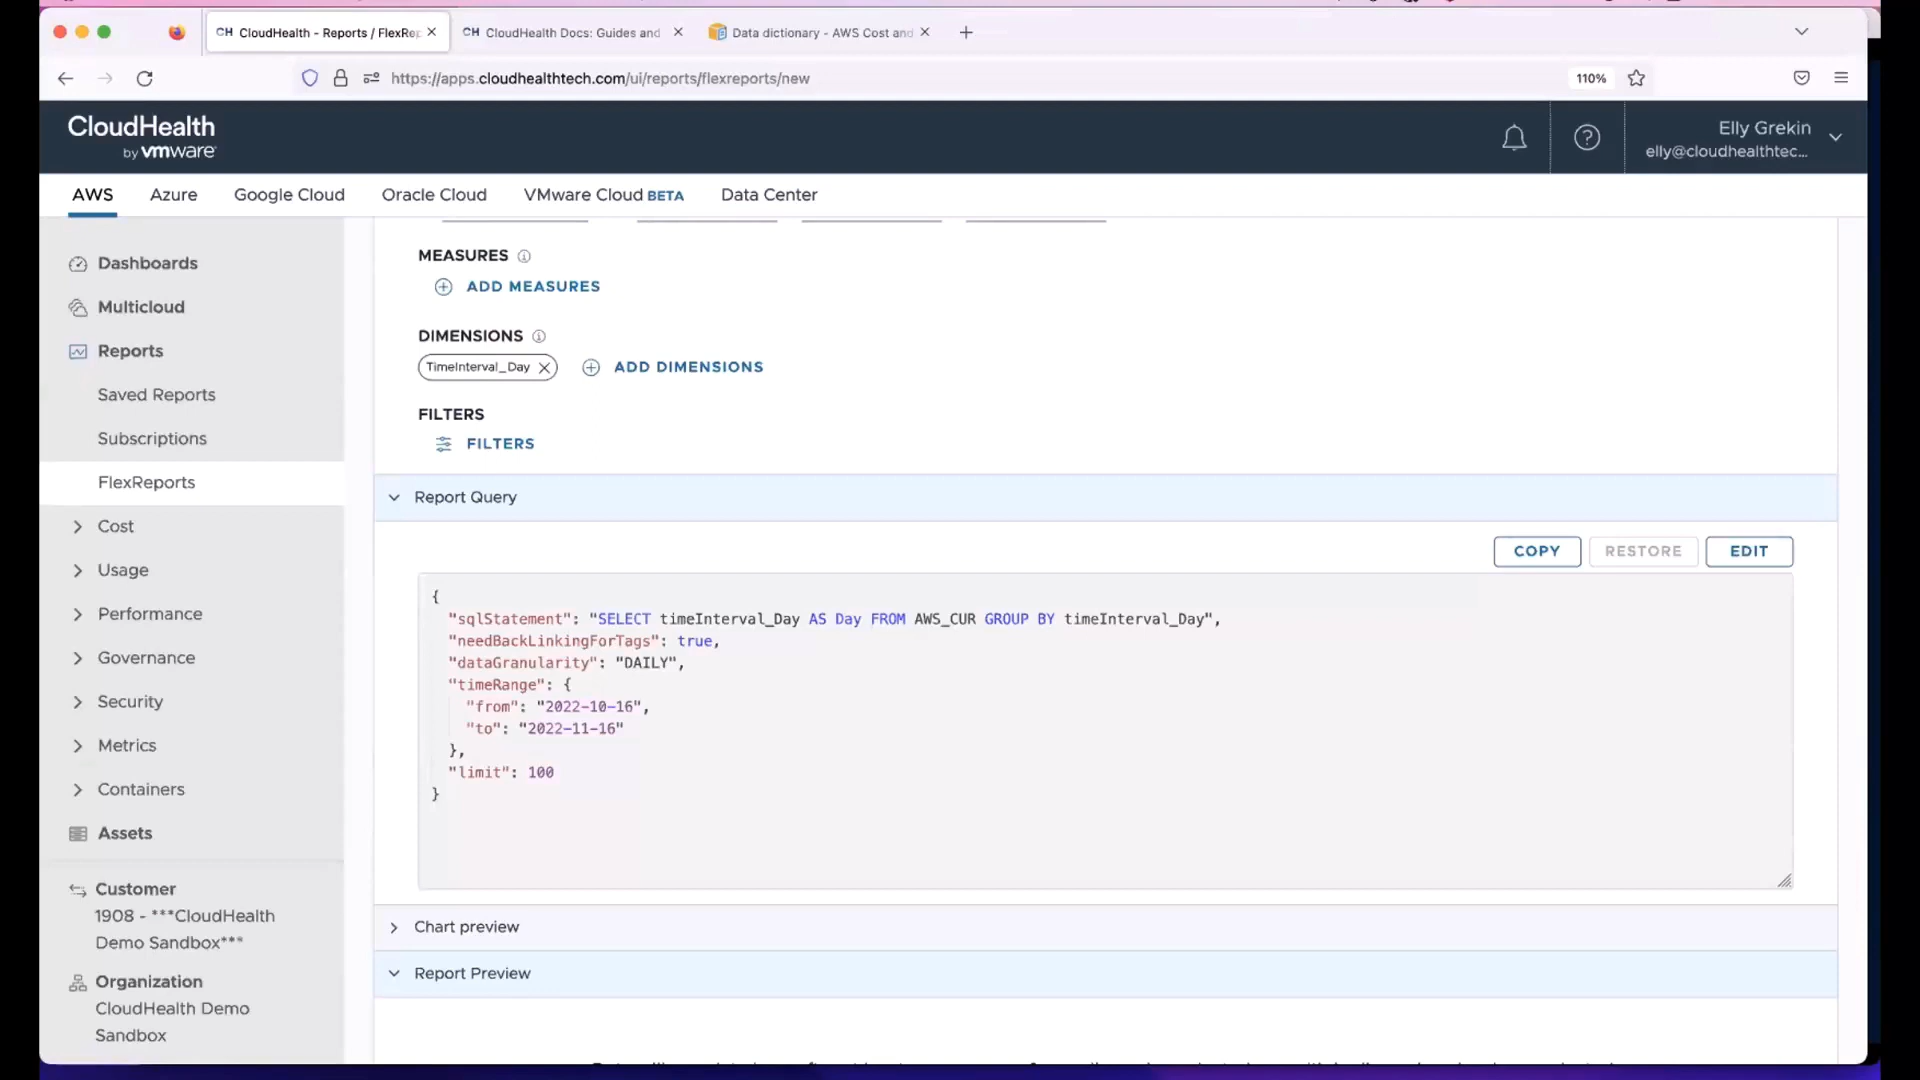 CH CloudHealth - Reports / FlexRep
CH CloudHealth Docs: Guides and
Data dictionary - AWS Cost and
https://apps.cloudhealthtech.com/ui/reports/flexreports/new
110%
CloudHealth
by vmware
Elly Grekin
elly@cloudhealthtec...
AWS
Azure
Google Cloud
Oracle Cloud
VMware Cloud BETA
Data Center
Dashboards
Multicloud
Reports
Saved Reports
Subscriptions
FlexReports
Cost
Usage
Performance
Governance
Security
Metrics
Containers
Assets
Customer
1908 - ***CloudHealth
Demo Sandbox***
Organization
CloudHealth Demo
Sandbox
MEASURES
ADD MEASURES
DIMENSIONS
TimeInterval_Day
ADD DIMENSIONS
FILTERS
FILTERS
Report Query
COPY
RESTORE
EDIT
{
"sqlStatement": "SELECT timeInterval_Day AS Day FROM AWS_CUR GROUP BY timeInterval_Day",
"needBackLinkingForTags": true,
"dataGranularity": "DAILY",
"timeRange": {
"from": "2022-10-16",
"to": "2022-11-16"
},
"limit": 100
}
Chart preview
Report Preview